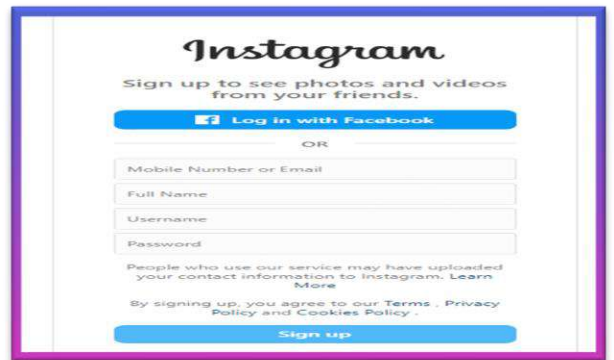 Instagram
Sign up to see photos and videos
from your friends.
Log in with Facebook
OR
Mobile Number or Email
Full Name
Username
Password
People who use our service may have uploaded
your contact information to Instagram. Learn
More
By signing up, you agree to our Terms , Privacy
Policy and Cookies Policy .
Sign up